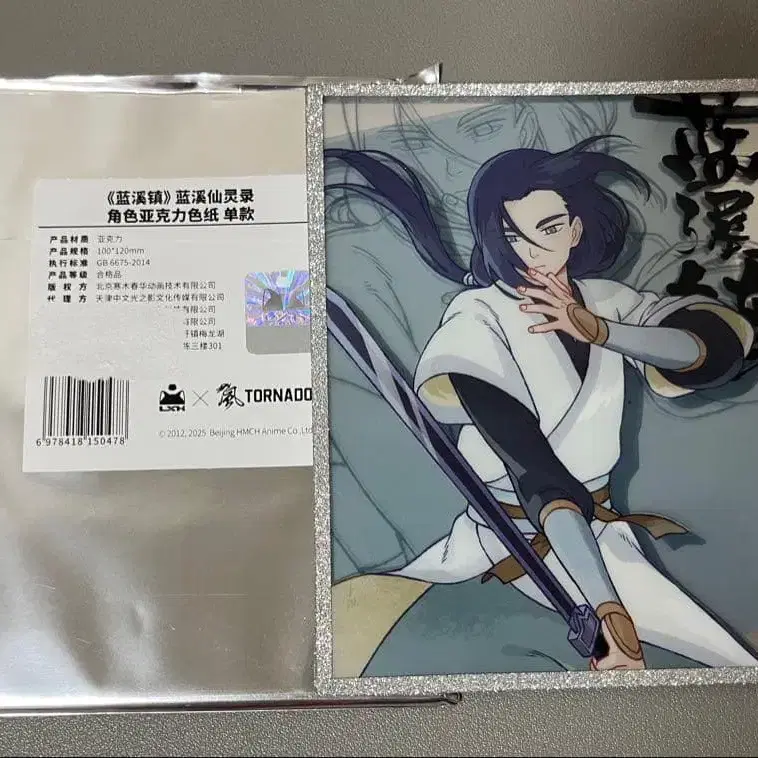 《蓝溪镇》蓝溪仙灵录
角色亚克力色纸 单款
产品材质 亚克力
产品规格 100*120mm
执行标准 GB 6675-2014
产品等级 合格品
版权方 北京寒木春华动画技术有限公司
代理方 天津中文光之影文化传媒有限公司
有限公司
镇梅龙湖
栋三楼301
6 978418 150478
LXH × TORNADO
© 2012, 2025 Beijing HMCH Anime Co.,Ltd
蓝溪镇